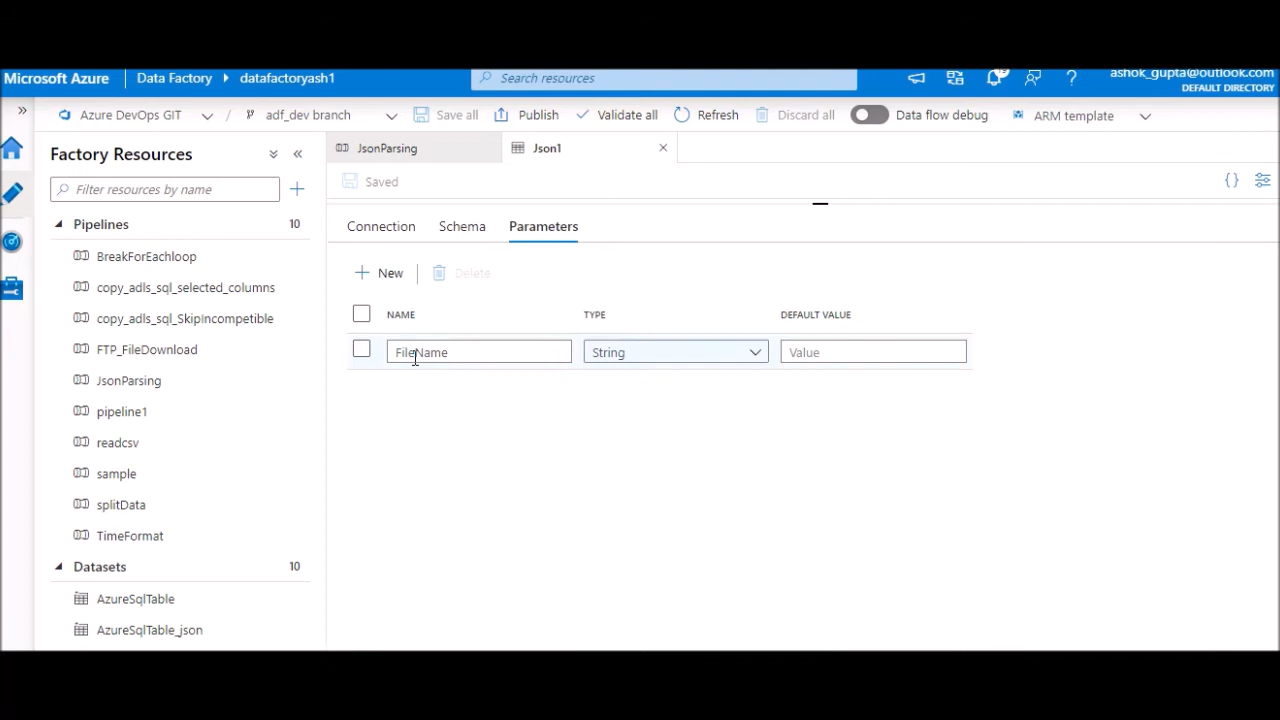 Microsoft Azure
Data Factory
datafactoryash1
Search resources
ashok_gupta@outlook.com
DEFAULT DIRECTORY
Azure DevOps GIT
/
adf_dev branch
Save all
Publish
Validate all
Refresh
Discard all
Data flow debug
ARM template
Factory Resources
JsonParsing
Json1
Filter resources by name
Saved
{ }
Pipelines 10
Connection
Schema
Parameters
BreakForEachloop
New
Delete
copy_adls_sql_selected_columns
NAME
TYPE
DEFAULT VALUE
copy_adls_sql_SkipIncompetible
FTP_FileDownload
FileName
String
Value
JsonParsing
pipeline1
readcsv
sample
splitData
TimeFormat
Datasets 10
AzureSqlTable
AzureSqlTable_json